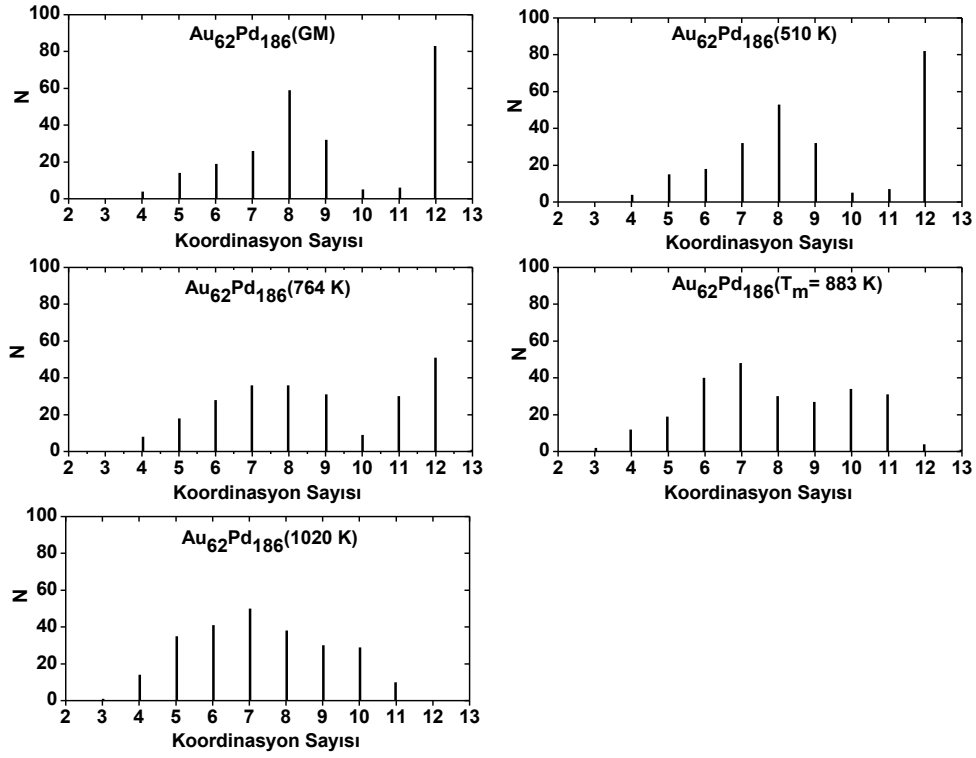 Au62Pd186(GM)
100
80
60
40
20
0
N
2 3 4 5 6 7 8 9 10 11 12 13
Koordinasyon Sayısı
Au62Pd186(510 K)
100
80
60
40
20
0
N
2 3 4 5 6 7 8 9 10 11 12 13
Koordinasyon Sayısı
Au62Pd186(764 K)
100
80
60
40
20
0
N
2 3 4 5 6 7 8 9 10 11 12 13
Koordinasyon Sayısı
Au62Pd186(Tm= 883 K)
100
80
60
40
20
0
N
2 3 4 5 6 7 8 9 10 11 12 13
Koordinasyon Sayısı
Au62Pd186(1020 K)
100
80
60
40
20
0
N
2 3 4 5 6 7 8 9 10 11 12 13
Koordinasyon Sayısı